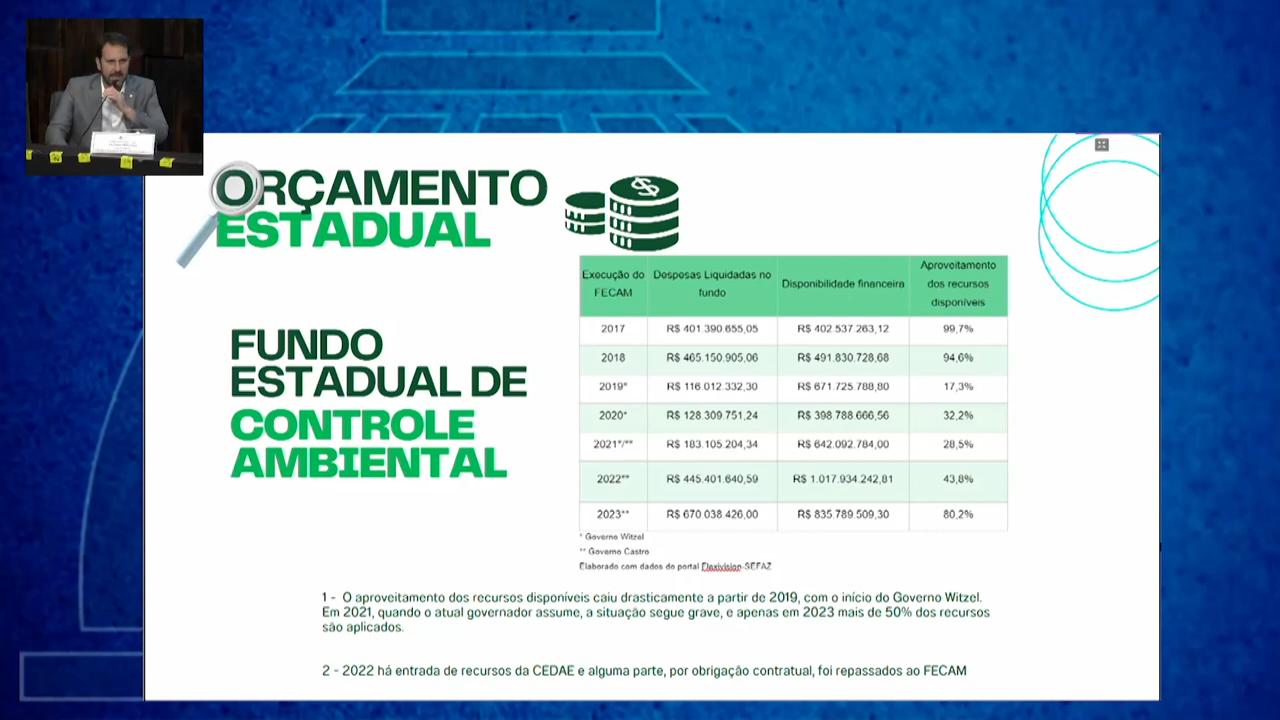 ORÇAMENTO
ESTADUAL
FUNDO
ESTADUAL DE
CONTROLE
AMBIENTAL
Execução do FECAM Despesas Liquidadas no fundo Disponibilidade financeira Aproveitamento dos recursos disponíveis
2017 R$ 401.390.655,05 R$ 402.537.263,12 99,7%
2018 R$ 465.150.905,06 R$ 491.830.728,68 94,6%
2019* R$ 116.012.332,30 R$ 671.725.788,80 17,3%
2020* R$ 128.309.751,24 R$ 398.788.666,56 32,2%
2021*/** R$ 183.105.204,34 R$ 642.092.784,00 28,5%
2022** R$ 445.401.640,59 R$ 1.017.934.242,81 43,8%
2023** R$ 670.038.426,00 R$ 835.789.509,30 80,2%
* Governo Witzel
** Governo Castro
Elaborado com dados do portal Flexivision-SEFAZ
1 - O aproveitamento dos recursos disponíveis caiu drasticamente a partir de 2019, com o início do Governo Witzel.
Em 2021, quando o atual governador assume, a situação segue grave, e apenas em 2023 mais de 50% dos recursos
são aplicados.
2 - 2022 há entrada de recursos da CEDAE e alguma parte, por obrigação contratual, foi repassados ao FECAM